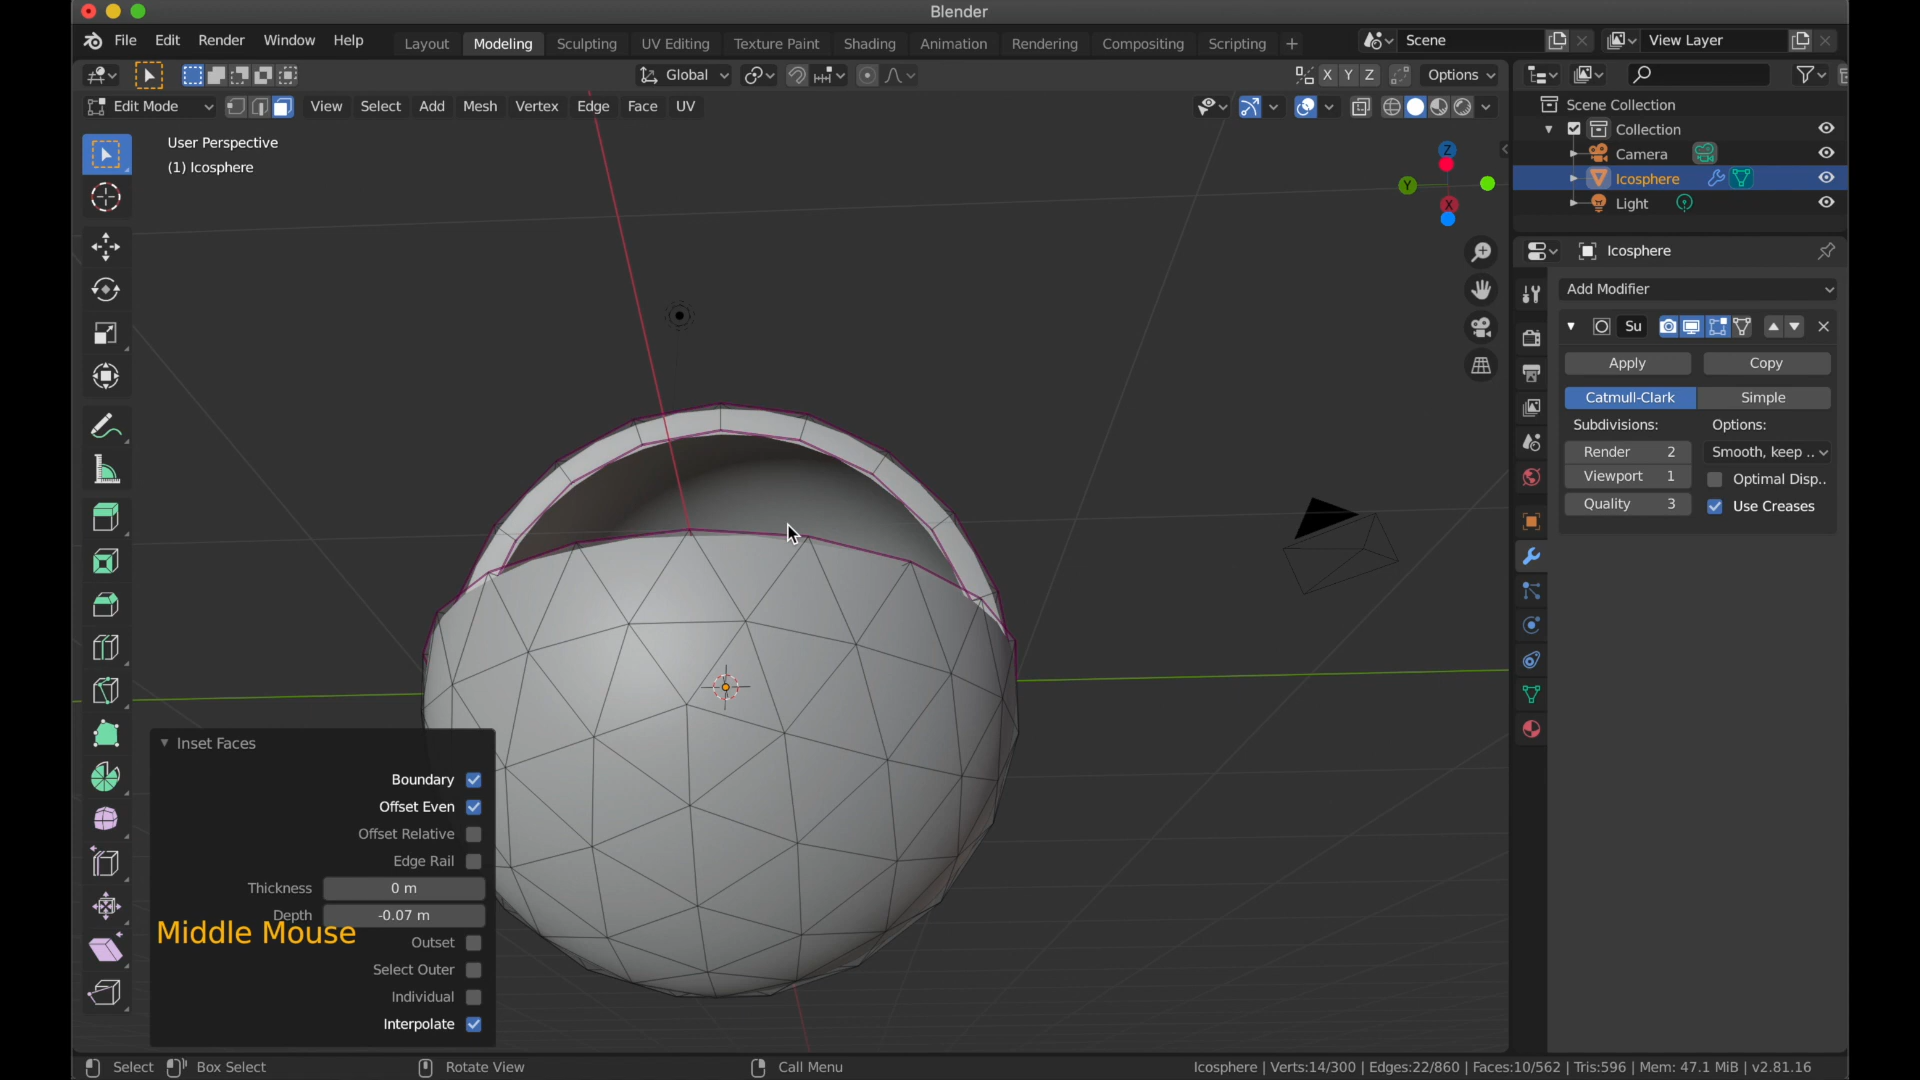 Blender
File Edit Render Window Help Layout Modeling Sculpting UV Editing Texture Paint Shading Animation Rendering Compositing Scripting + Scene View Layer
Global X Y Z Options
Edit Mode View Select Add Mesh Vertex Edge Face UV
User Perspective
(1) Icosphere
Z
Y
X
Scene Collection
Collection
Camera
Icosphere
Light
Icosphere
Add Modifier
Su
Apply Copy
Catmull-Clark Simple
Subdivisions: Options:
Render 2 Smooth, keep ..
Viewport 1 Optimal Disp..
Quality 3 Use Creases
Inset Faces
Boundary
Offset Even
Offset Relative
Edge Rail
Thickness 0 m
Depth -0.07 m
Middle Mouse
Outset
Select Outer
Individual
Interpolate
Select Box Select Rotate View Call Menu Icosphere | Verts:14/300 | Edges:22/860 | Faces:10/562 | Tris:596 | Mem: 47.1 MiB | v2.81.16